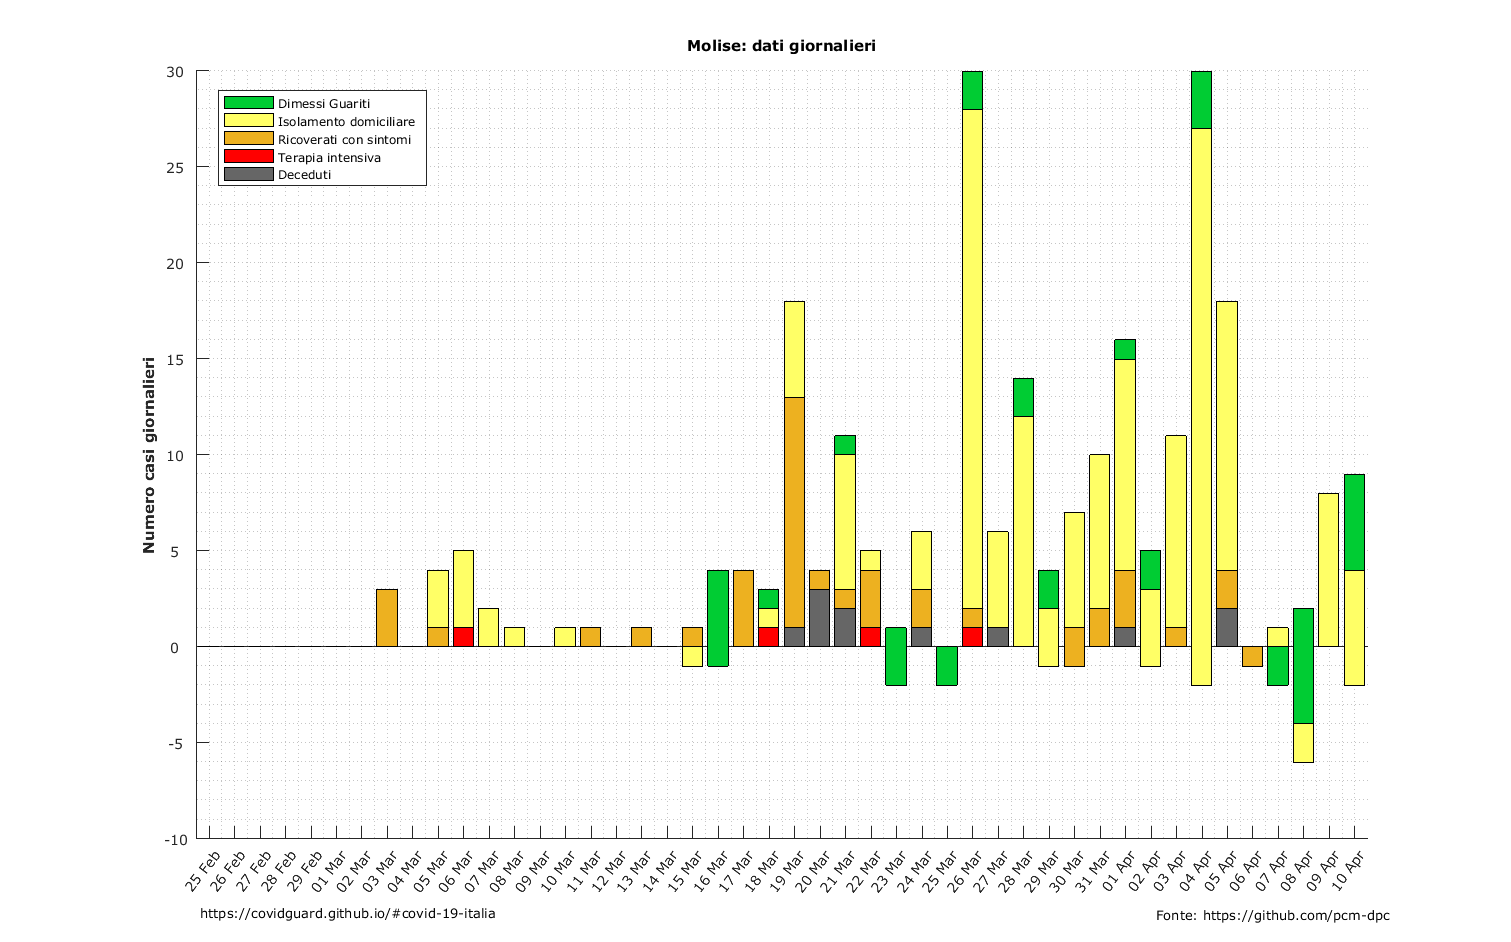 Molise: dati giornalieri
Dimessi Guariti
Isolamento domiciliare
Ricoverati con sintomi
Terapia intensiva
Deceduti
Numero casi giornalieri
30
25
20
15
10
5
0
-5
-10
25 Feb
26 Feb
27 Feb
28 Feb
29 Feb
01 Mar
02 Mar
03 Mar
04 Mar
05 Mar
06 Mar
07 Mar
08 Mar
09 Mar
10 Mar
11 Mar
12 Mar
13 Mar
14 Mar
15 Mar
16 Mar
17 Mar
18 Mar
19 Mar
20 Mar
21 Mar
22 Mar
23 Mar
24 Mar
25 Mar
26 Mar
27 Mar
28 Mar
29 Mar
30 Mar
31 Mar
01 Apr
02 Apr
03 Apr
04 Apr
05 Apr
06 Apr
07 Apr
08 Apr
09 Apr
10 Apr
https://covidguard.github.io/#covid-19-italia
Fonte: https://github.com/pcm-dpc